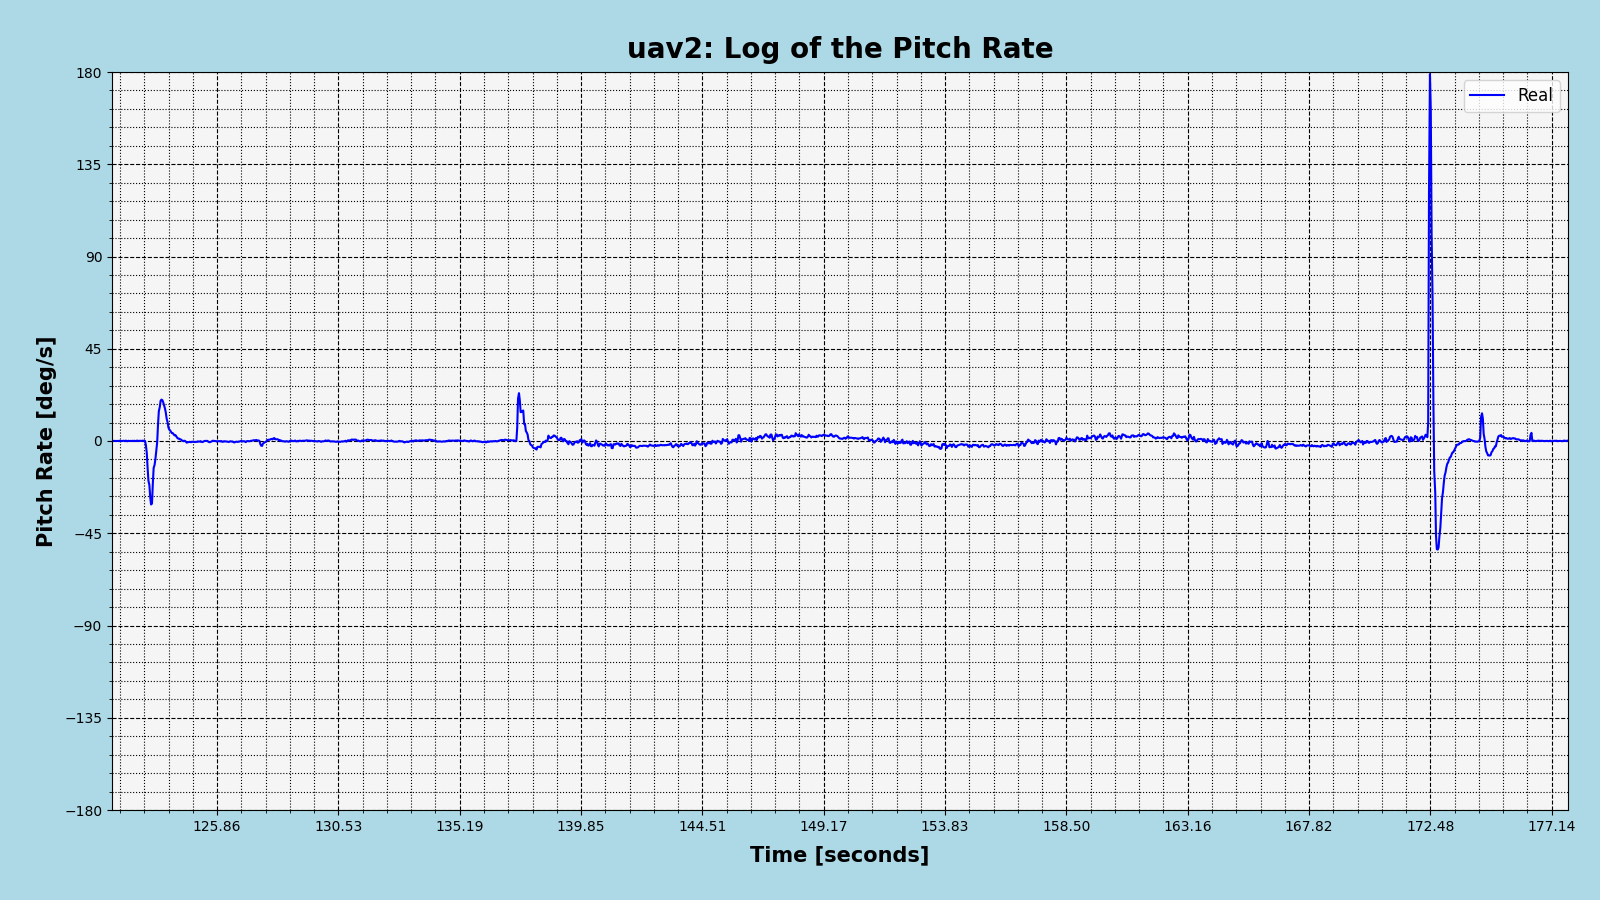 uav2: Log of the Pitch Rate
Real
180
135
90
45
0
−45
−90
−135
−180
Pitch Rate [deg/s]
125.86 130.53 135.19 139.85 144.51 149.17 153.83 158.50 163.16 167.82 172.48 177.14
Time [seconds]